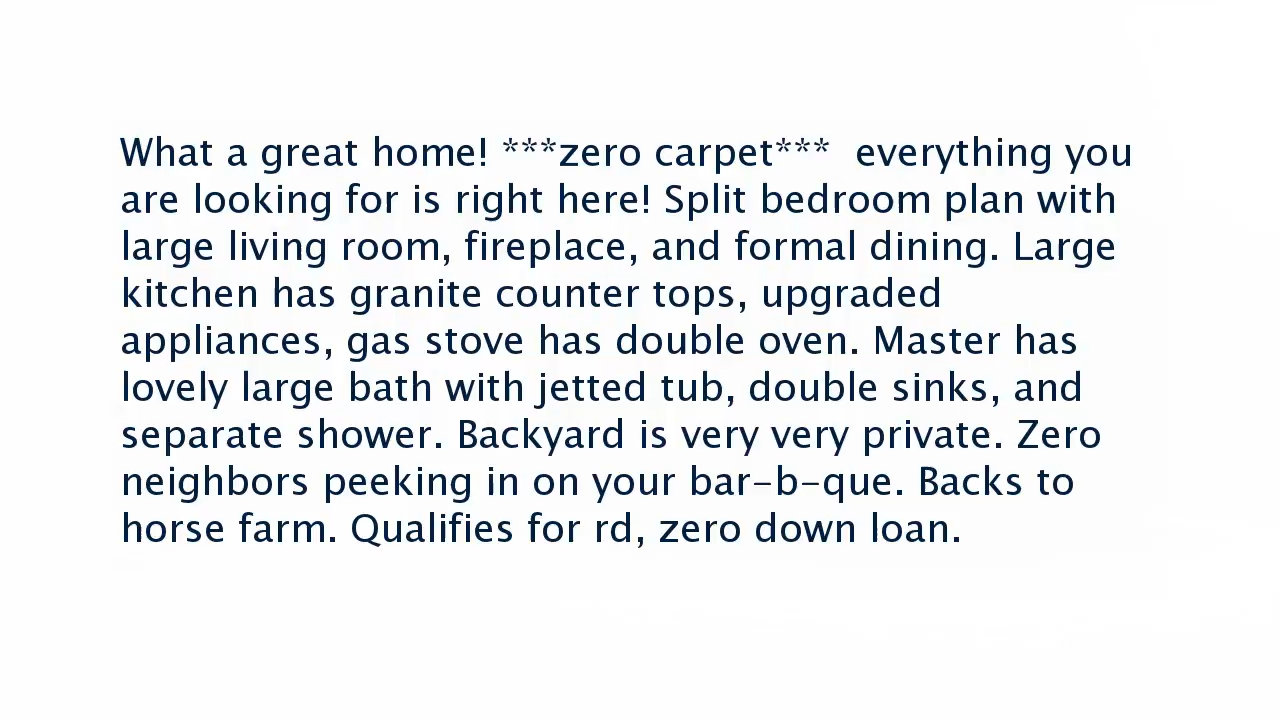 What a great home! ***zero carpet***  everything you
are looking for is right here! Split bedroom plan with
large living room, fireplace, and formal dining. Large
kitchen has granite counter tops, upgraded
appliances, gas stove has double oven. Master has
lovely large bath with jetted tub, double sinks, and
separate shower. Backyard is very very private. Zero
neighbors peeking in on your bar-b-que. Backs to
horse farm. Qualifies for rd, zero down loan.